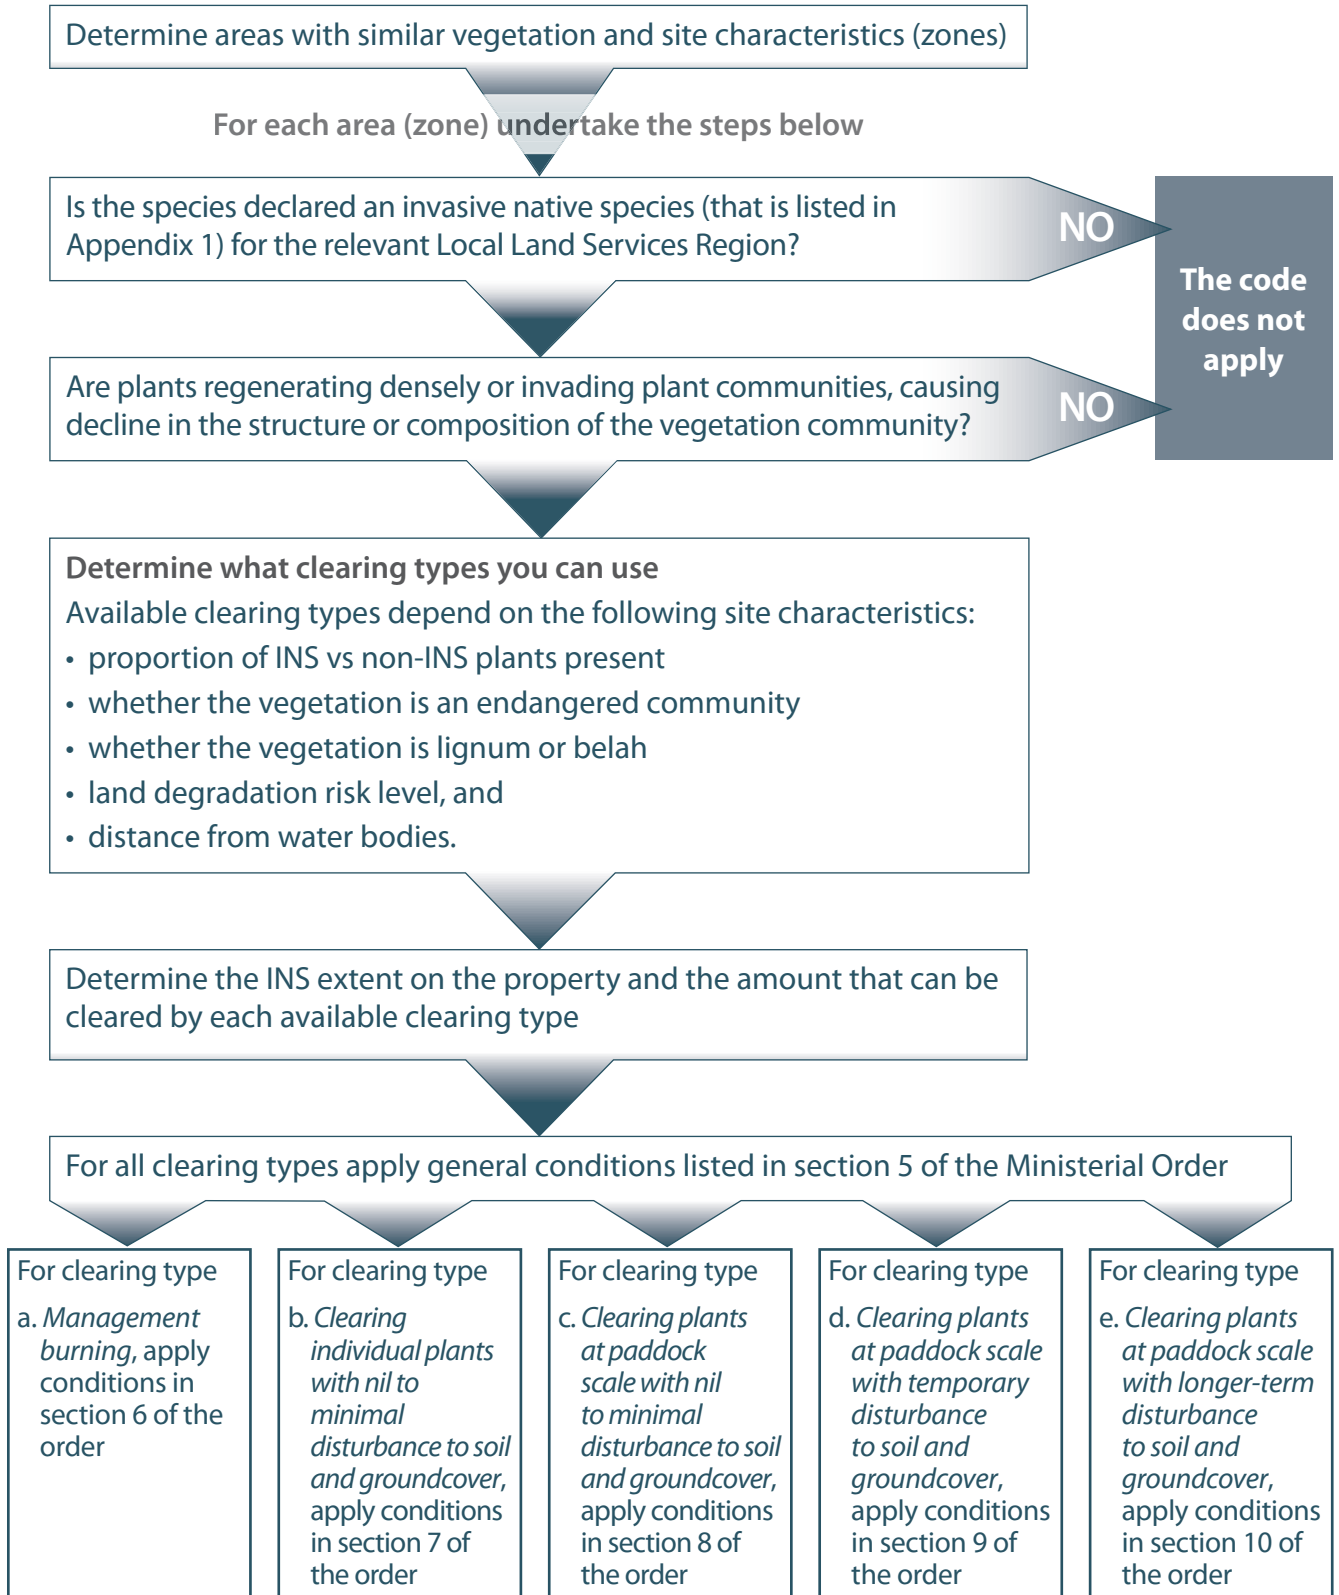 Determine areas with similar vegetation and site characteristics (zones)
For each area (zone) undertake the steps below
Is the species declared an invasive native species (that is listed in
Appendix 1) for the relevant Local Land Services Region?
NO
The code
does not
apply
Are plants regenerating densely or invading plant communities, causing
decline in the structure or composition of the vegetation community?
NO
Determine what clearing types you can use
Available clearing types depend on the following site characteristics:
• proportion of INS vs non-INS plants present
• whether the vegetation is an endangered community
• whether the vegetation is lignum or belah
• land degradation risk level, and
• distance from water bodies.
Determine the INS extent on the property and the amount that can be
cleared by each available clearing type
For all clearing types apply general conditions listed in section 5 of the Ministerial Order
For clearing type
a. Management
burning, apply
conditions in
section 6 of the
order
For clearing type
b. Clearing
individual plants
with nil to
minimal
disturbance to soil
and groundcover,
apply conditions
in section 7 of
the order
For clearing type
c. Clearing plants
at paddock
scale with nil
to minimal
disturbance to soil
and groundcover,
apply conditions
in section 8 of
the order
For clearing type
d. Clearing plants
at paddock scale
with temporary
disturbance
to soil and
groundcover,
apply conditions
in section 9 of
the order
For clearing type
e. Clearing plants
at paddock scale
with longer-term
disturbance
to soil and
groundcover,
apply conditions
in section 10 of
the order